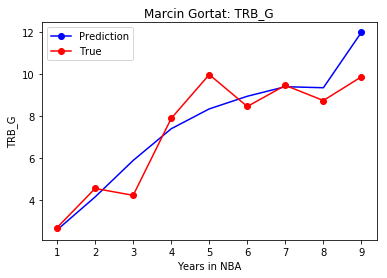 Marcin Gortat: TRB_G
Prediction
True
12
10
8
6
4
TRB_G
1 2 3 4 5 6 7 8 9
Years in NBA